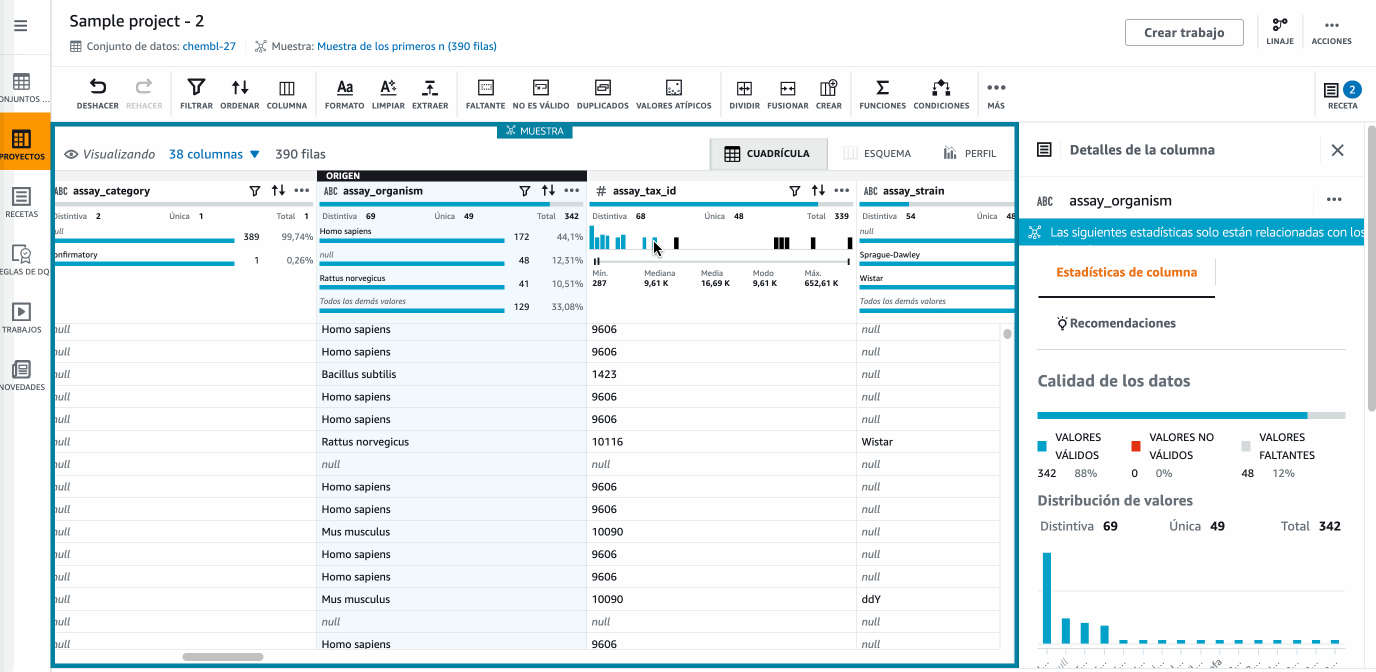 Sample project - 2
Conjunto de datos: chembl-27 Muestra: Muestra de los primeros n (390 filas)
Crear trabajo
LINAJE
ACCIONES
DESHACER
REHACER
FILTRAR
ORDENAR
COLUMNA
FORMATO
LIMPIAR
EXTRAER
FALTANTE
NO ES VÁLIDO
DUPLICADOS
VALORES ATÍPICOS
DIVIDIR
FUSIONAR
CREAR
FUNCIONES
CONDICIONES
MÁS
2
RECETA
ONJUNTOS ...
PROYECTOS
RECETAS
EGLAS DE DQ
TRABAJOS
NOVEDADES
MUESTRA
Visualizando 38 columnas 390 filas
CUADRÍCULA
ESQUEMA
PERFIL
ORIGEN
ABC assay_category
ABC assay_organism
# assay_tax_id
ABC assay_strain
Distintiva 2 Única 1 Total 1
Distintiva 69 Única 49 Total 342
Distintiva 68 Única 48 Total 339
Distintiva 54 Única 48
ull 389 99,74%
onfirmatory 1 0,26%
Homo sapiens 172 44,1%
null 48 12,31%
Rattus norvegicus 41 10,51%
Todos los demás valores 129 33,08%
Mín. Mediana Media Modo Máx.
287 9,61 K 16,69 K 9,61 K 652,61 K
null
Sprague-Dawley
Wistar
Todos los demás valores
null Homo sapiens 9606 null
null Homo sapiens 9606 null
null Bacillus subtilis 1423 null
null Homo sapiens 9606 null
null Homo sapiens 9606 null
null Rattus norvegicus 10116 Wistar
null null null null
null Homo sapiens 9606 null
null Homo sapiens 9606 null
null Mus musculus 10090 null
null Homo sapiens 9606 null
null Homo sapiens 9606 null
null Mus musculus 10090 ddY
null null null null
null Homo sapiens 9606 null
Detalles de la columna
ABC assay_organism
Las siguientes estadísticas solo están relacionadas con los
Estadísticas de columna
Recomendaciones
Calidad de los datos
VALORES VÁLIDOS
342 88%
VALORES NO VÁLIDOS
0 0%
VALORES FALTANTES
48 12%
Distribución de valores
Distintiva 69 Única 49 Total 342